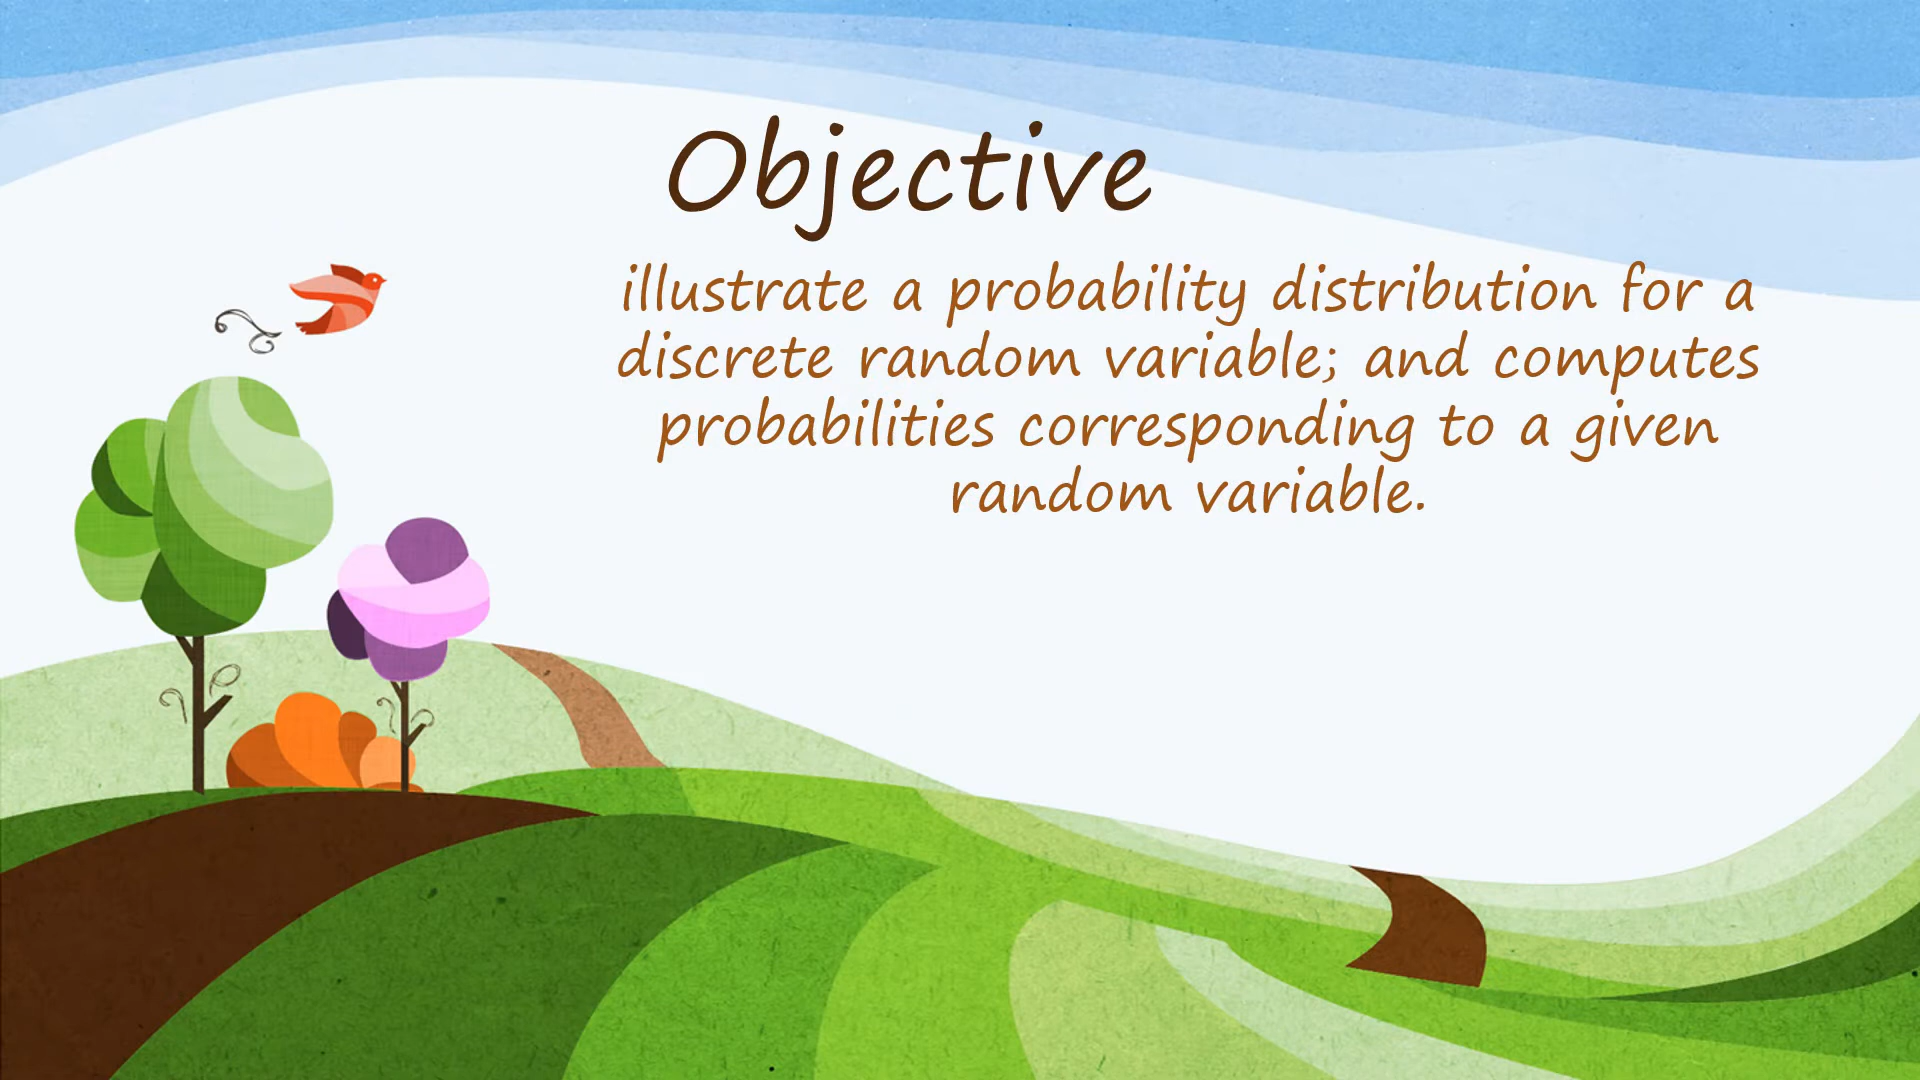 Objective
illustrate a probability distribution for a
discrete random variable; and computes
probabilities corresponding to a given
random variable.